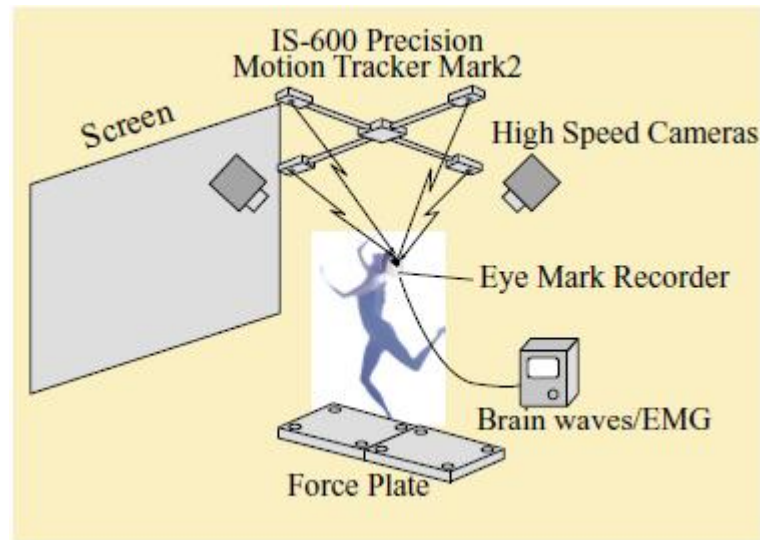 IS-600 Precision
Motion Tracker Mark2
Screen
High Speed Cameras
Eye Mark Recorder
Brain waves/EMG
Force Plate